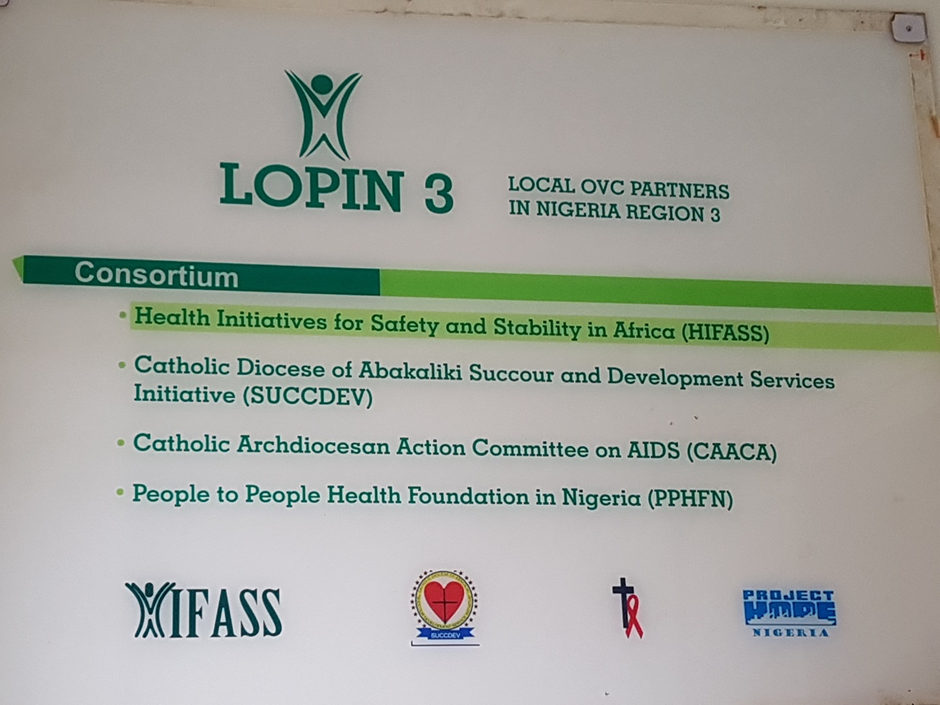 LOPIN 3
LOCAL OVC PARTNERS
IN NIGERIA REGION 3
Consortium
• Health Initiatives for Safety and Stability in Africa (HIFASS)
• Catholic Diocese of Abakaliki Succour and Development Services
Initiative (SUCCDEV)
• Catholic Archdiocesan Action Committee on AIDS (CAACA)
• People to People Health Foundation in Nigeria (PPHFN)
HIFASS
SUCCDEV
PROJECT
HOPE
NIGERIA